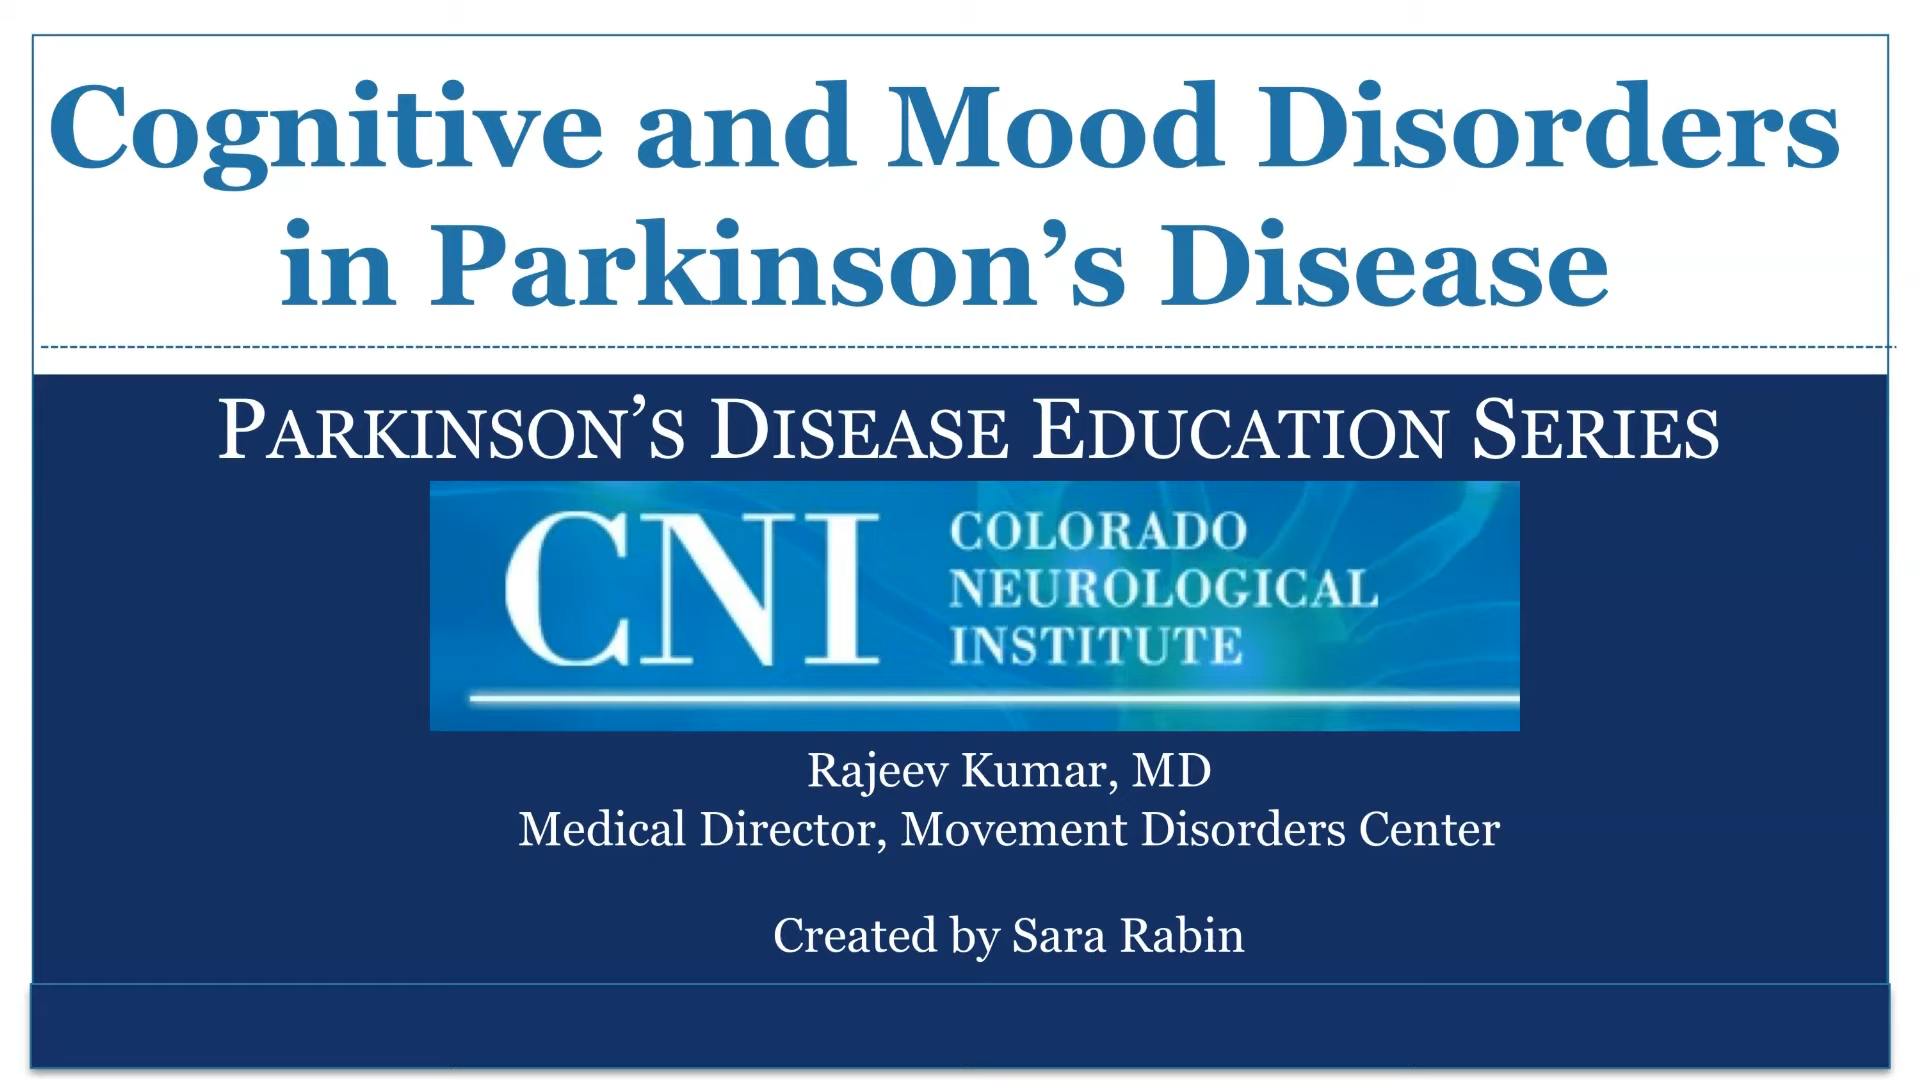 Cognitive and Mood Disorders
in Parkinson’s Disease
PARKINSON’S DISEASE EDUCATION SERIES
CNI
COLORADO
NEUROLOGICAL
INSTITUTE
Rajeev Kumar, MD
Medical Director, Movement Disorders Center
Created by Sara Rabin